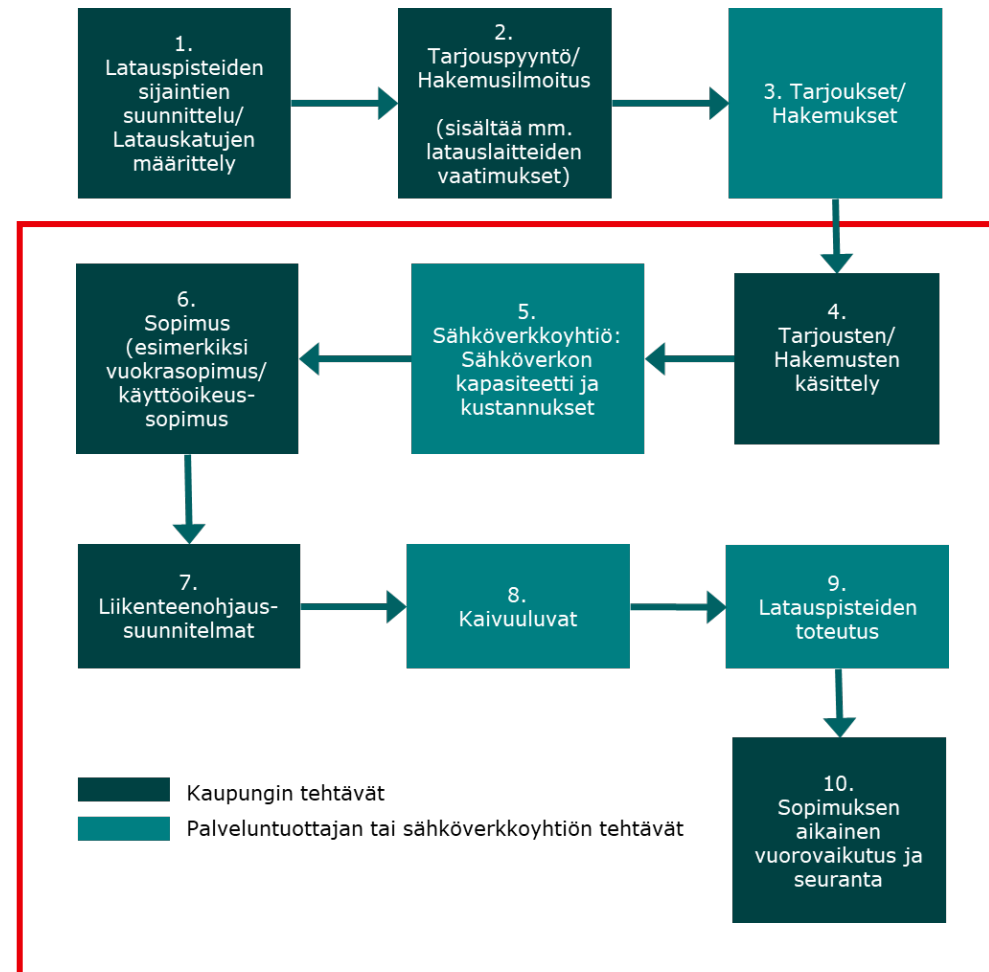 1.
Latauspisteiden
sijaintien
suunnittelu/
Latauskatujen
määrittely
2.
Tarjouspyyntö/
Hakemusilmoitus
(sisältää mm.
latauslaitteiden
vaatimukset)
3. Tarjoukset/
Hakemukset
4.
Tarjousten/
Hakemusten
käsittely
5.
Sähköverkkoyhtiö:
Sähköverkon
kapasiteetti ja
kustannukset
6.
Sopimus
(esimerkiksi
vuokrasopimus/
käyttöoikeus-
sopimus
7.
Liikenteenohjaus-
suunnitelmat
8.
Kaivuuluvat
9.
Latauspisteiden
toteutus
10.
Sopimuksen
aikainen
vuorovaikutus ja
seuranta
Kaupungin tehtävät
Palveluntuottajan tai sähköverkkoyhtiön tehtävät